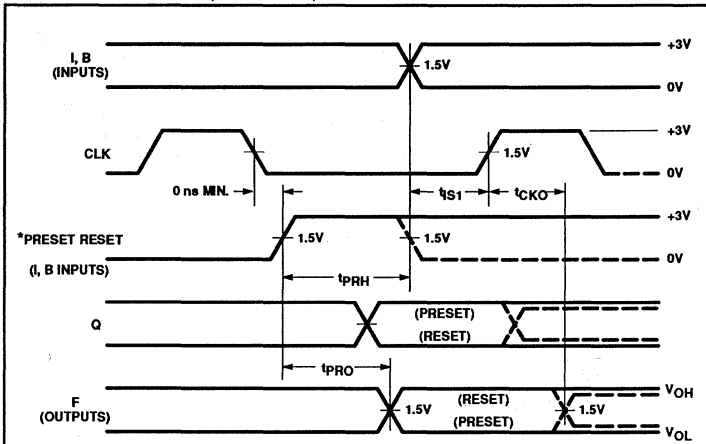 I, B
(INPUTS)
1.5V
+3V
0V
CLK
1.5V
+3V
0V
0 ns MIN.
tIS1
tCKO
*PRESET RESET
(I, B INPUTS)
1.5V
1.5V
+3V
0V
tPRH
Q
(PRESET)
(RESET)
tPRO
F
(OUTPUTS)
1.5V
(RESET)
(PRESET)
1.5V
VOH
VOL